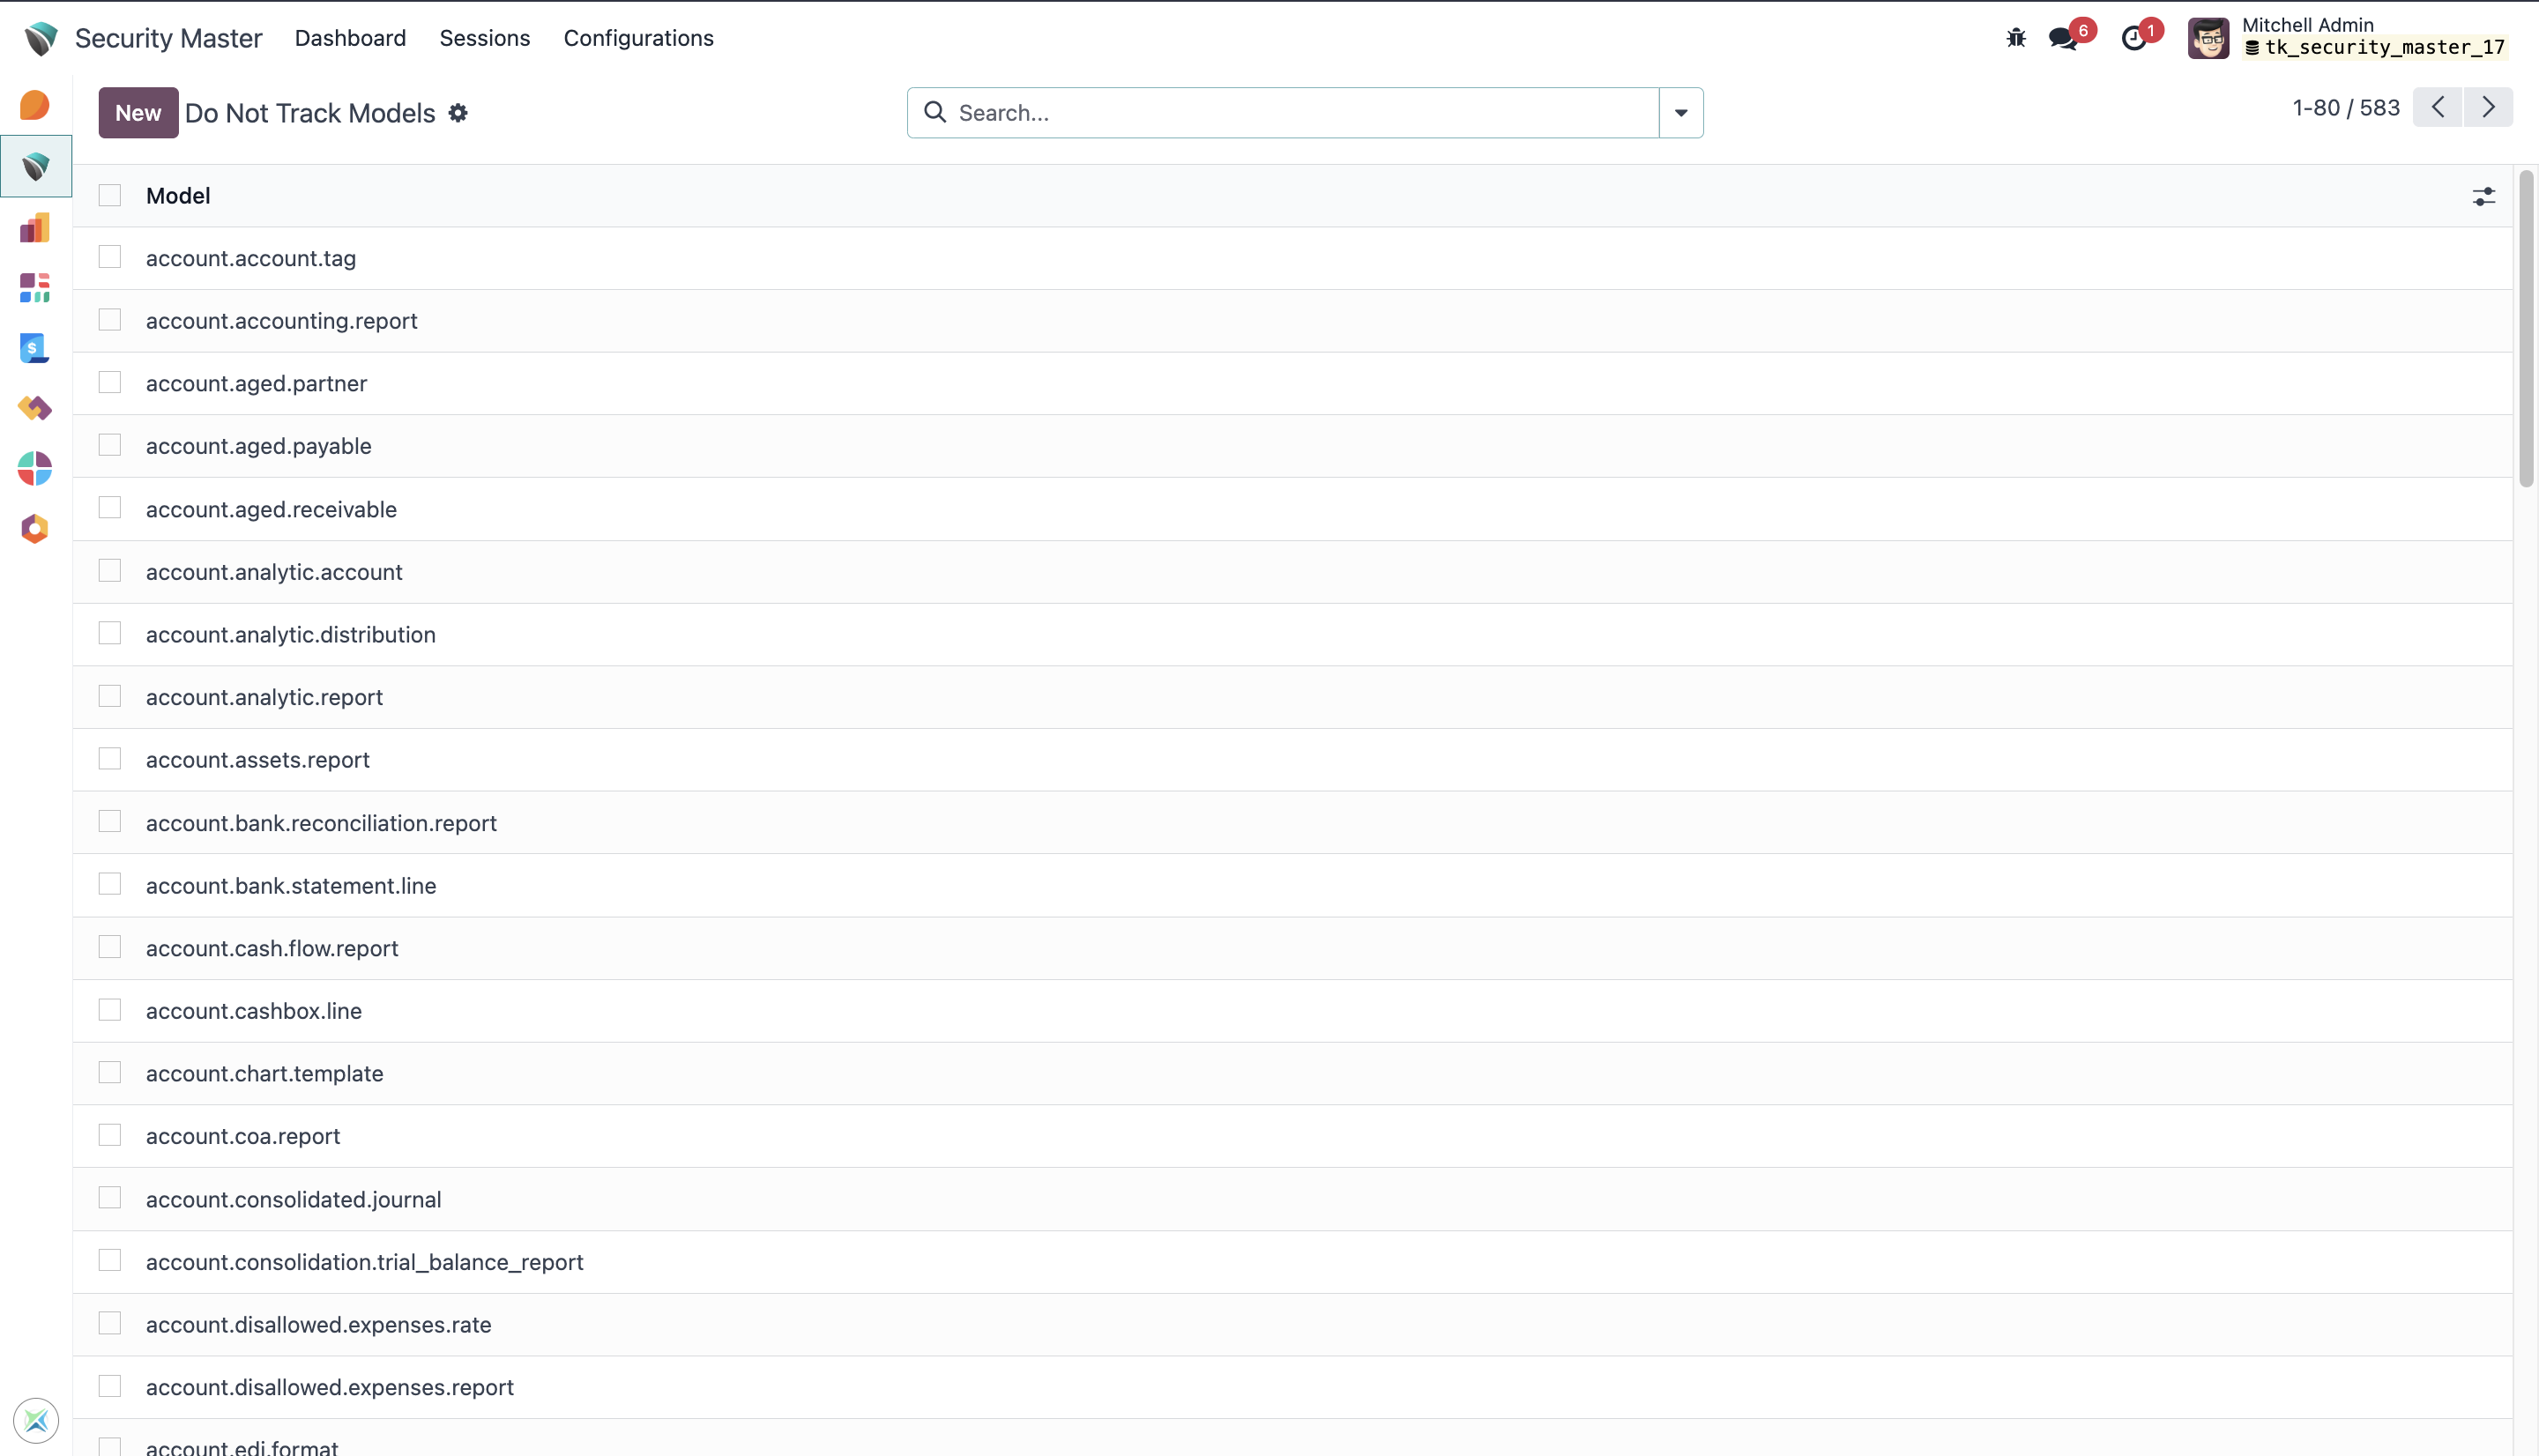 Security Master Dashboard Sessions Configurations 6 1 Mitchell Admin
tk_security_master_17
New Do Not Track Models Search... 1-80 / 583
Model
account.account.tag
account.accounting.report
account.aged.partner
account.aged.payable
account.aged.receivable
account.analytic.account
account.analytic.distribution
account.analytic.report
account.assets.report
account.bank.reconciliation.report
account.bank.statement.line
account.cash.flow.report
account.cashbox.line
account.chart.template
account.coa.report
account.consolidated.journal
account.consolidation.trial_balance_report
account.disallowed.expenses.rate
account.disallowed.expenses.report
account.edi.format